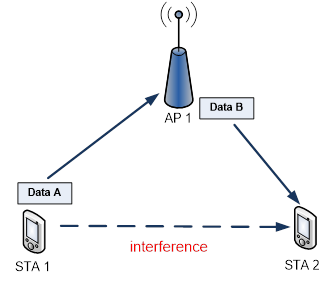 AP 1
Data B
Data A
interference
STA 1
STA 2